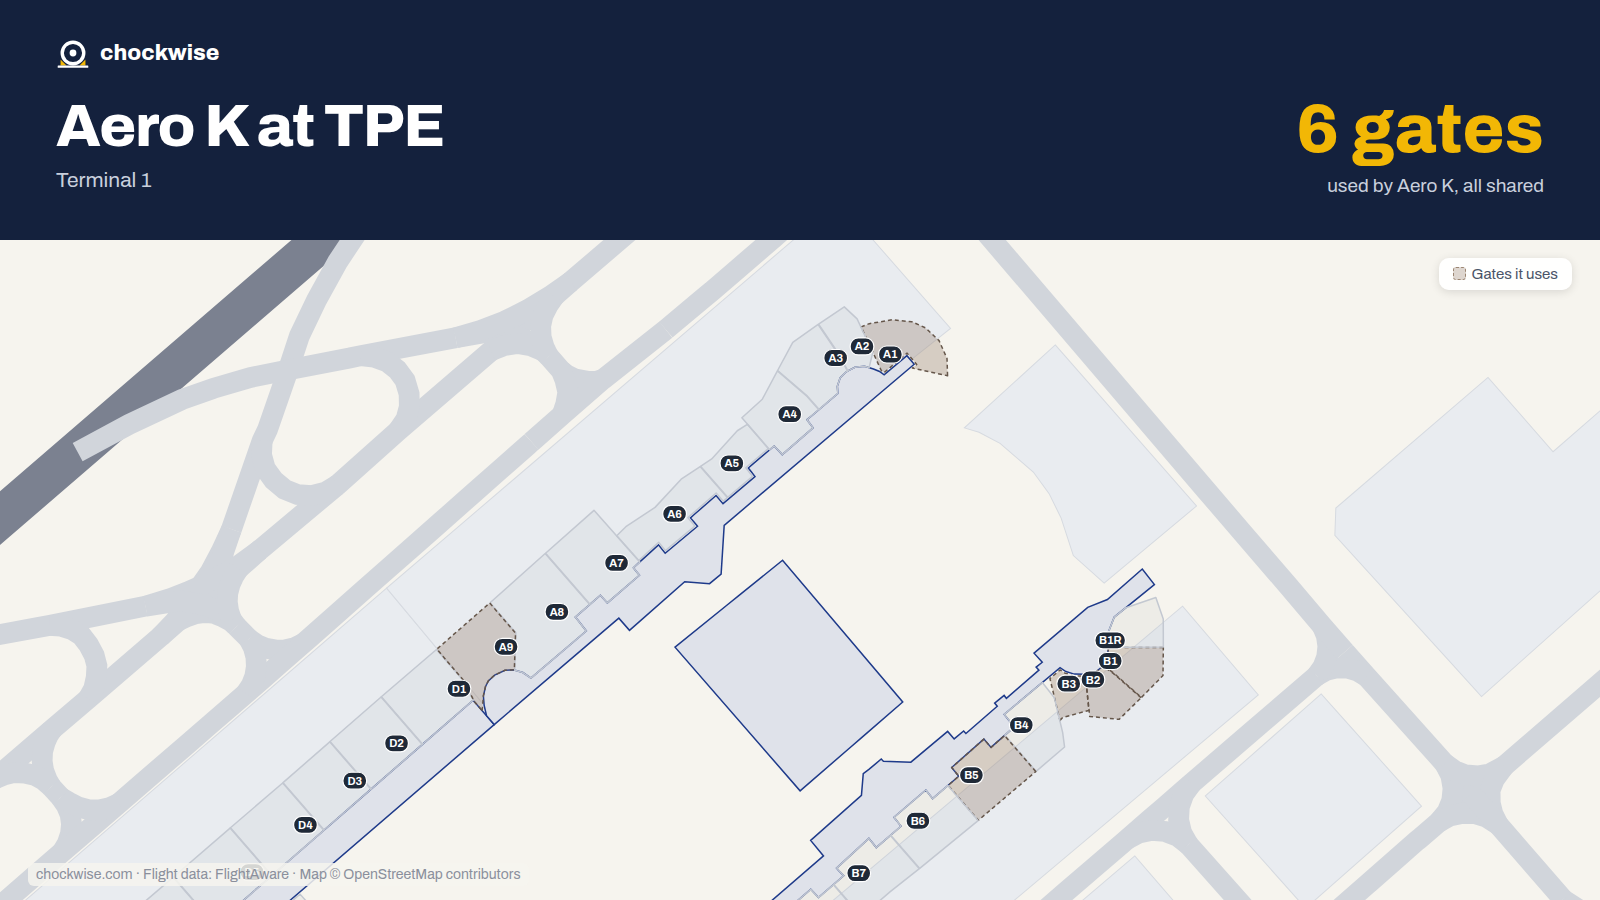 chockwise
Aero K at TPE
Terminal 1
6 gates
used by Aero K, all shared
Gates it uses
A1
A2
A3
A4
A5
A6
A7
A8
A9
D1
D2
D3
D4
B1R
B1
B2
B3
B4
B5
B6
B7
chockwise.com · Flight data: FlightAware · Map © OpenStreetMap contributors